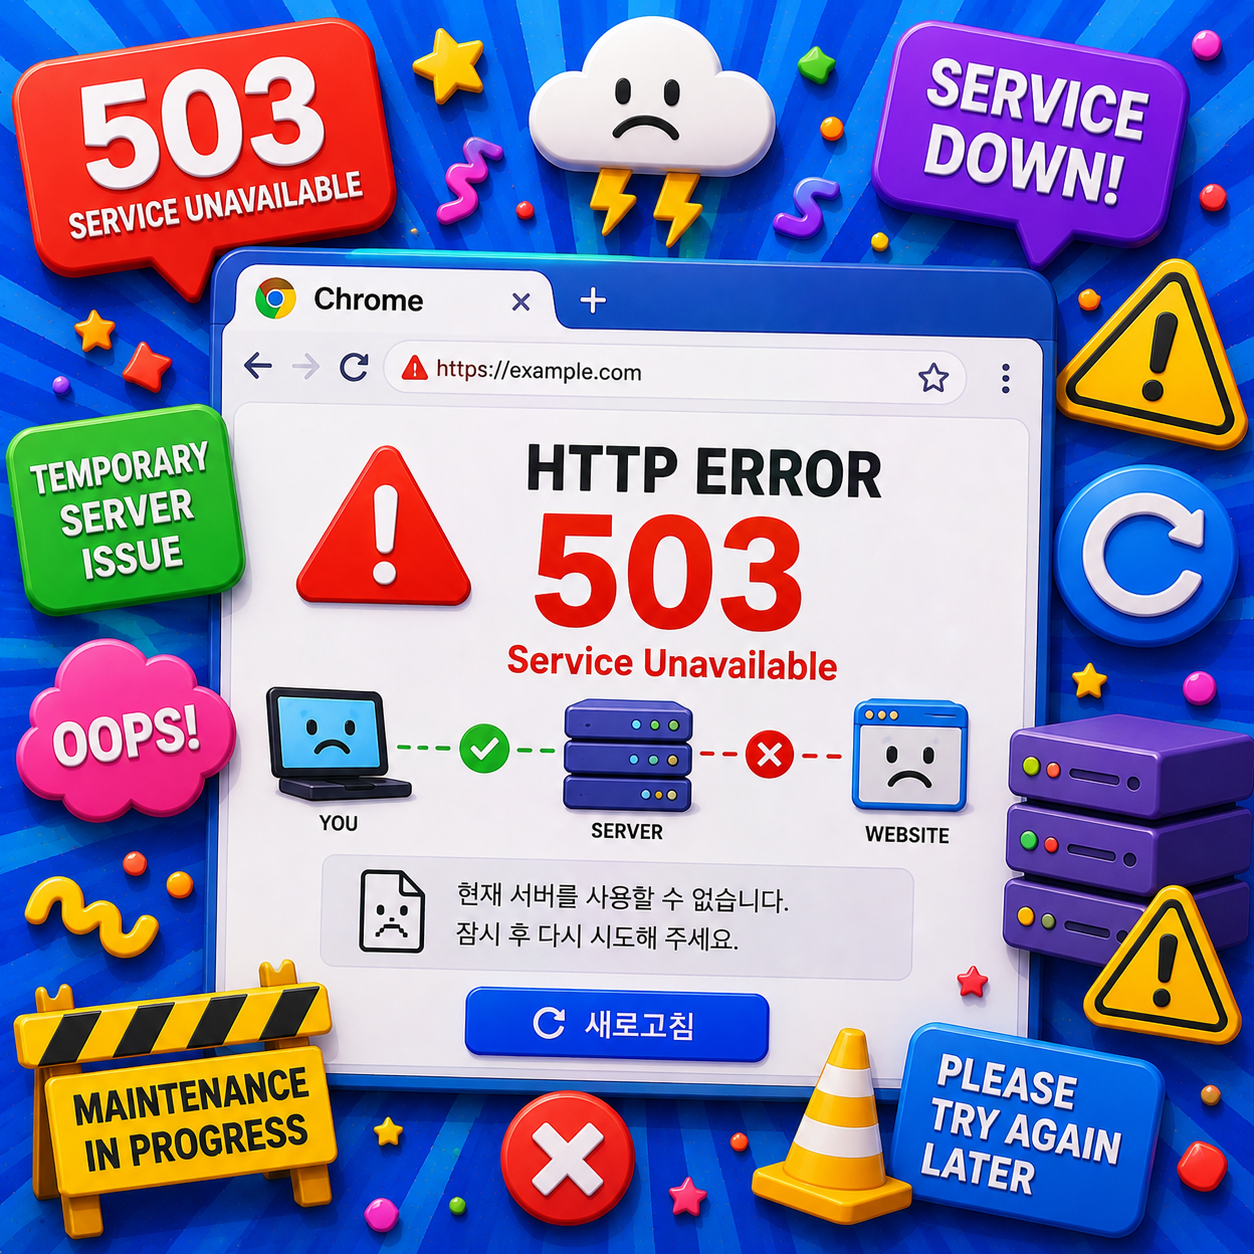 503
SERVICE UNAVAILABLE
SERVICE
DOWN!
Chrome
https://example.com
HTTP ERROR
503
Service Unavailable
TEMPORARY
SERVER
ISSUE
OOPS!
YOU
SERVER
WEBSITE
현재 서버를 사용할 수 없습니다.
잠시 후 다시 시도해 주세요.
새로고침
MAINTENANCE
IN PROGRESS
PLEASE
TRY AGAIN
LATER